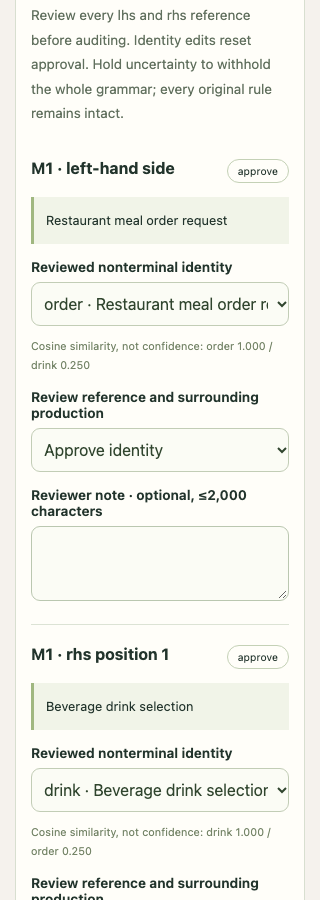 Review every lhs and rhs reference
before auditing. Identity edits reset
approval. Hold uncertainty to withhold
the whole grammar; every original rule
remains intact.
M1 · left-hand side
approve
Restaurant meal order request
Reviewed nonterminal identity
order · Restaurant meal order r
Cosine similarity, not confidence: order 1.000 /
drink 0.250
Review reference and surrounding
production
Approve identity
Reviewer note · optional, ≤2,000
characters
M1 · rhs position 1
approve
Beverage drink selection
Reviewed nonterminal identity
drink · Beverage drink selection
Cosine similarity, not confidence: drink 1.000 /
order 0.250
Review reference and surrounding
production